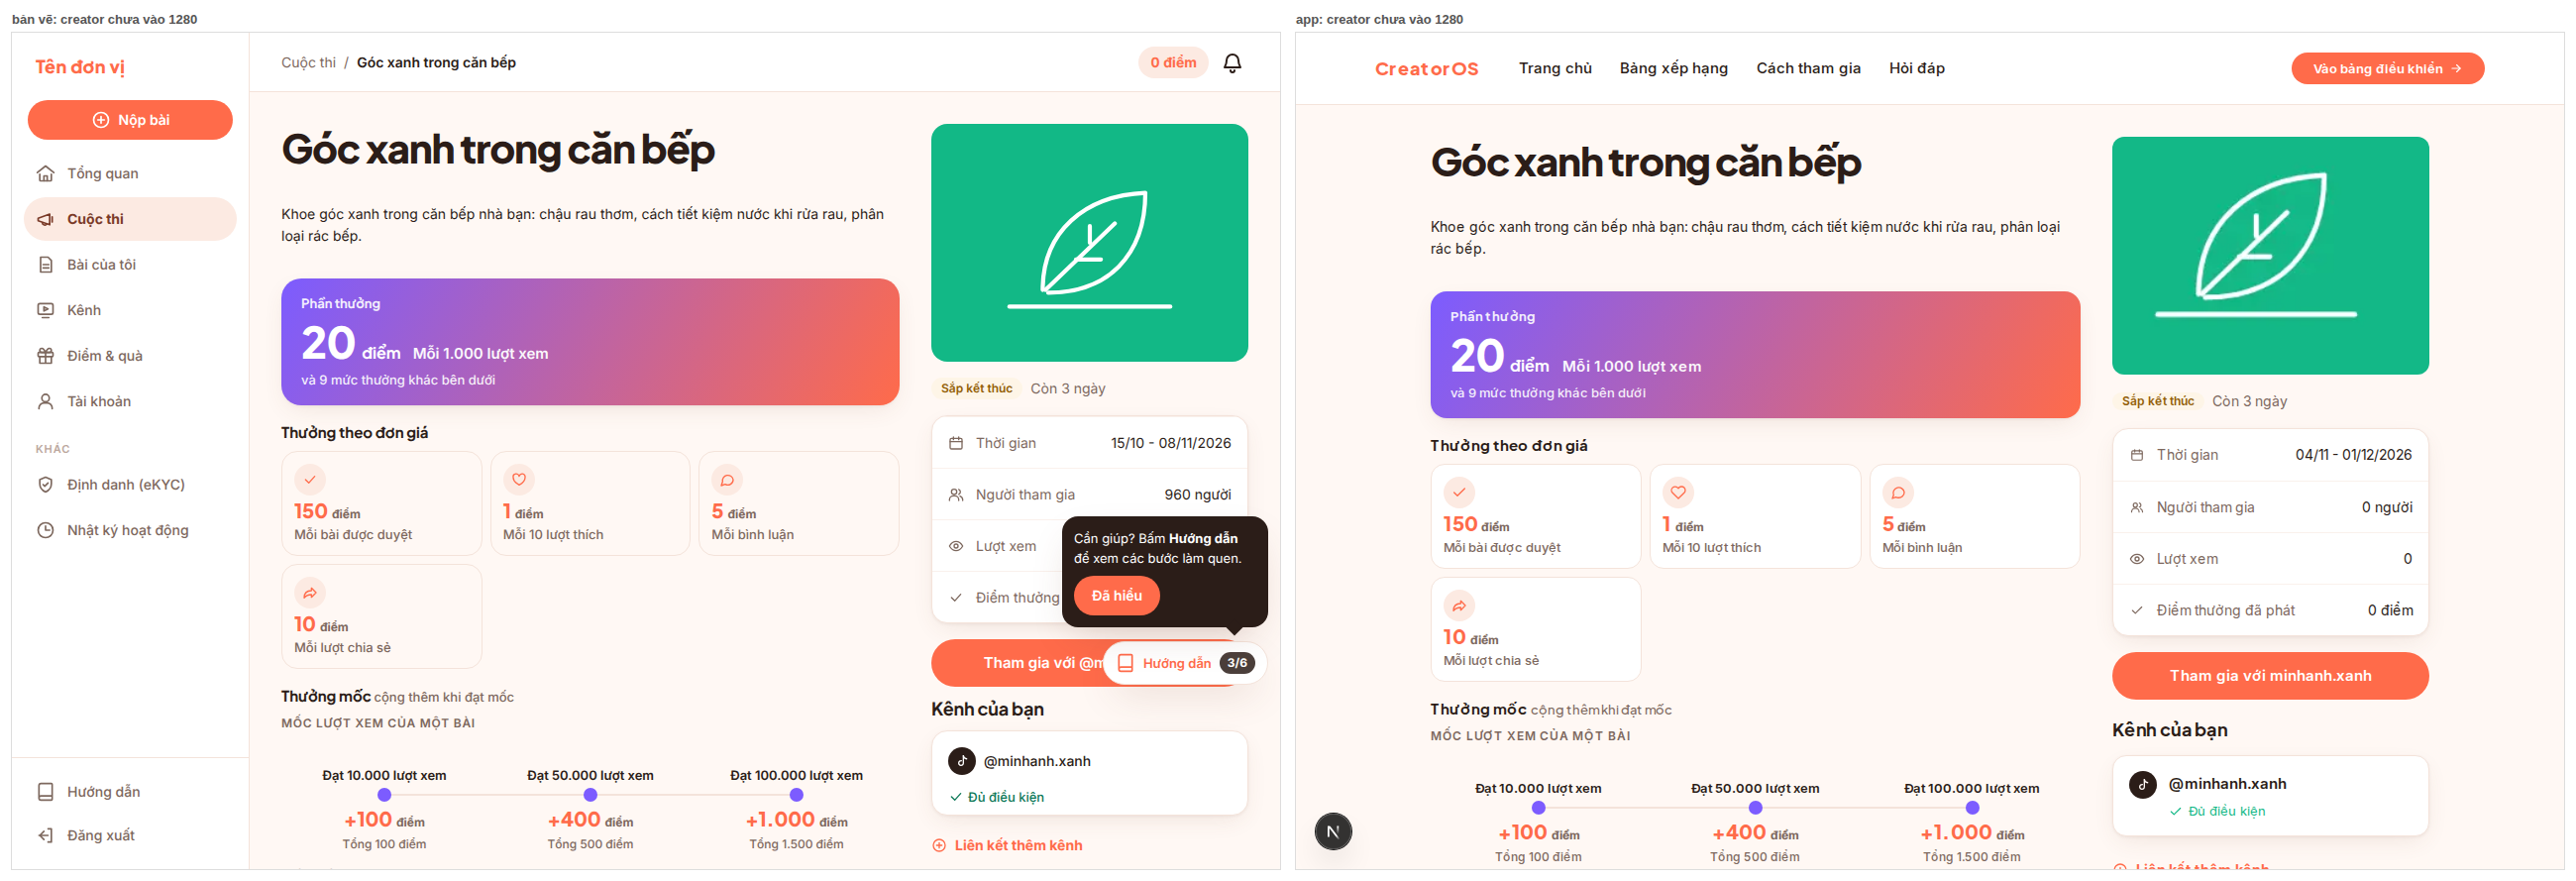 bản vẽ: creator chưa vào 1280
Tên đơn vị
Nộp bài
Tổng quan
Cuộc thi
Bài của tôi
Kênh
Điểm & quà
Tài khoản
KHÁC
Định danh (eKYC)
Nhật ký hoạt động
Hướng dẫn
Đăng xuất
Cuộc thi / Góc xanh trong căn bếp
0 điểm
Góc xanh trong căn bếp
Khoe góc xanh trong căn bếp nhà bạn: chậu rau thơm, cách tiết kiệm nước khi rửa rau, phân
loại rác bếp.
Phần thưởng
20 điểm Mỗi 1.000 lượt xem
và 9 mức thưởng khác bên dưới
Thưởng theo đơn giá
150 điểm
Mỗi bài được duyệt
1 điểm
Mỗi 10 lượt thích
5 điểm
Mỗi bình luận
10 điểm
Mỗi lượt chia sẻ
Thưởng mốc cộng thêm khi đạt mốc
MỐC LƯỢT XEM CỦA MỘT BÀI
Đạt 10.000 lượt xem
+100 điểm
Tổng 100 điểm
Đạt 50.000 lượt xem
+400 điểm
Tổng 500 điểm
Đạt 100.000 lượt xem
+1.000 điểm
Tổng 1.500 điểm
Sắp kết thúc Còn 3 ngày
Thời gian 15/10 - 08/11/2026
Người tham gia 960 người
Lượt xem
Điểm thưởng
Cần giúp? Bấm Hướng dẫn
để xem các bước làm quen.
Đã hiểu
Tham gia với @m
Hướng dẫn 3/6
Kênh của bạn
@minhanh.xanh
Đủ điều kiện
Liên kết thêm kênh
app: creator chưa vào 1280
CreatorOS
Trang chủ
Bảng xếp hạng
Cách tham gia
Hỏi đáp
Vào bảng điều khiển
Góc xanh trong căn bếp
Khoe góc xanh trong căn bếp nhà bạn: chậu rau thơm, cách tiết kiệm nước khi rửa rau, phân loại
rác bếp.
Phần thưởng
20 điểm Mỗi 1.000 lượt xem
và 9 mức thưởng khác bên dưới
Thưởng theo đơn giá
150 điểm
Mỗi bài được duyệt
1 điểm
Mỗi 10 lượt thích
5 điểm
Mỗi bình luận
10 điểm
Mỗi lượt chia sẻ
Thưởng mốc cộng thêm khi đạt mốc
MỐC LƯỢT XEM CỦA MỘT BÀI
Đạt 10.000 lượt xem
+100 điểm
Tổng 100 điểm
Đạt 50.000 lượt xem
+400 điểm
Tổng 500 điểm
Đạt 100.000 lượt xem
+1.000 điểm
Tổng 1.500 điểm
N
Sắp kết thúc Còn 3 ngày
Thời gian 04/11 - 01/12/2026
Người tham gia 0 người
Lượt xem 0
Điểm thưởng đã phát 0 điểm
Tham gia với minhanh.xanh
Kênh của bạn
@minhanh.xanh
Đủ điều kiện
Liên kết thêm kênh